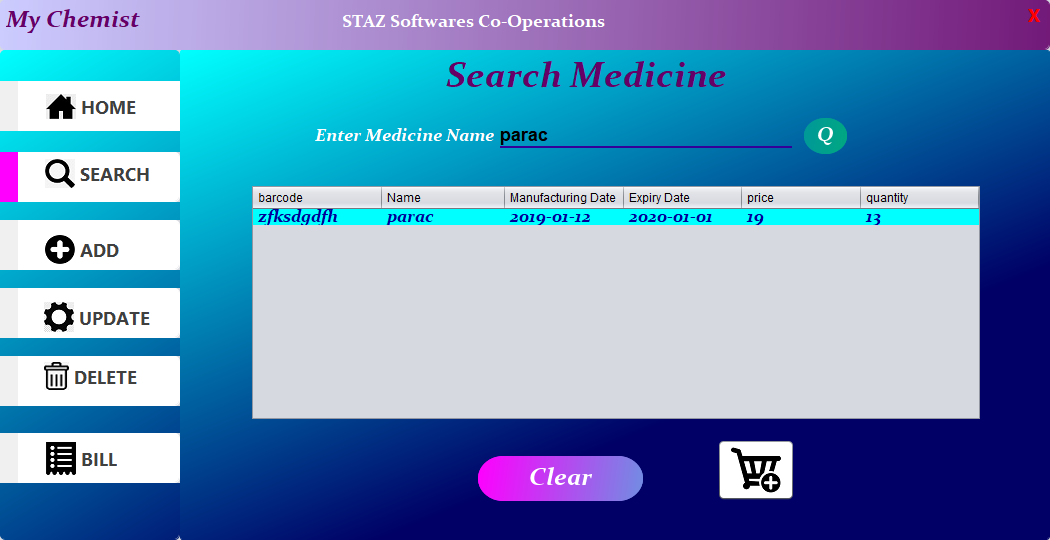 My Chemist
STAZ Softwares Co-Operations
X
HOME
SEARCH
ADD
UPDATE
DELETE
BILL
Search Medicine
Enter Medicine Name parac
Q
barcode Name Manufacturing Date Expiry Date price quantity
zfksdgdfh parac 2019-01-12 2020-01-01 19 13
Clear